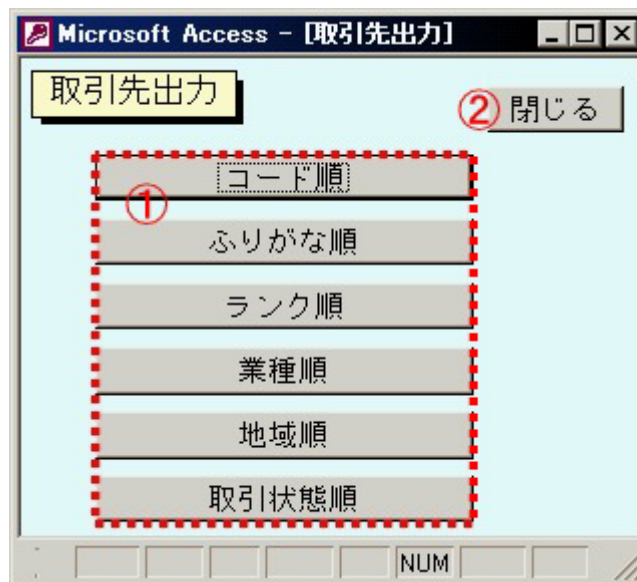 Microsoft Access - [取引先出力]
取引先出力
② 閉じる
①
コード順
ふりがな順
ランク順
業種順
地域順
取引状態順
NUM